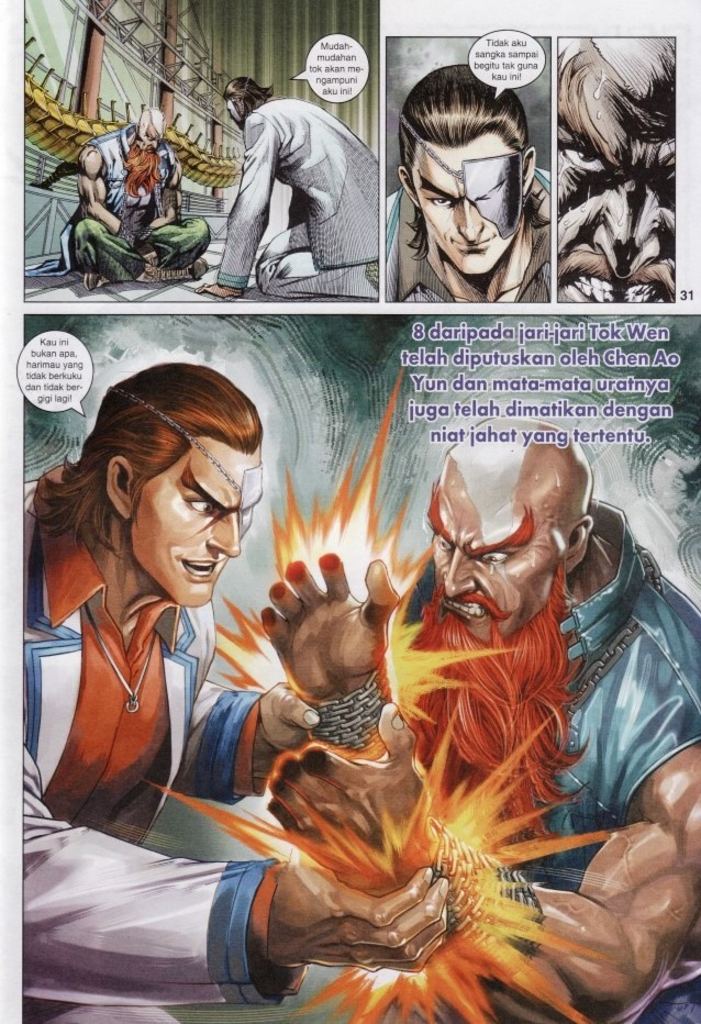 Mudah-
mudahan
tok akan me-
ngampuni
aku ini!
Tidak aku
sangka sampai
begitu tak guna
kau ini!
31
Kau ini
bukan apa,
harimau yang
tidak berkuku
dan tidak ber-
gigi lagi!
8 daripada jari-jari Tok Wen
telah diputuskan oleh Chen Ao
Yun dan mata-mata uratnya
juga telah dimatikan dengan
niat jahat yang tertentu.